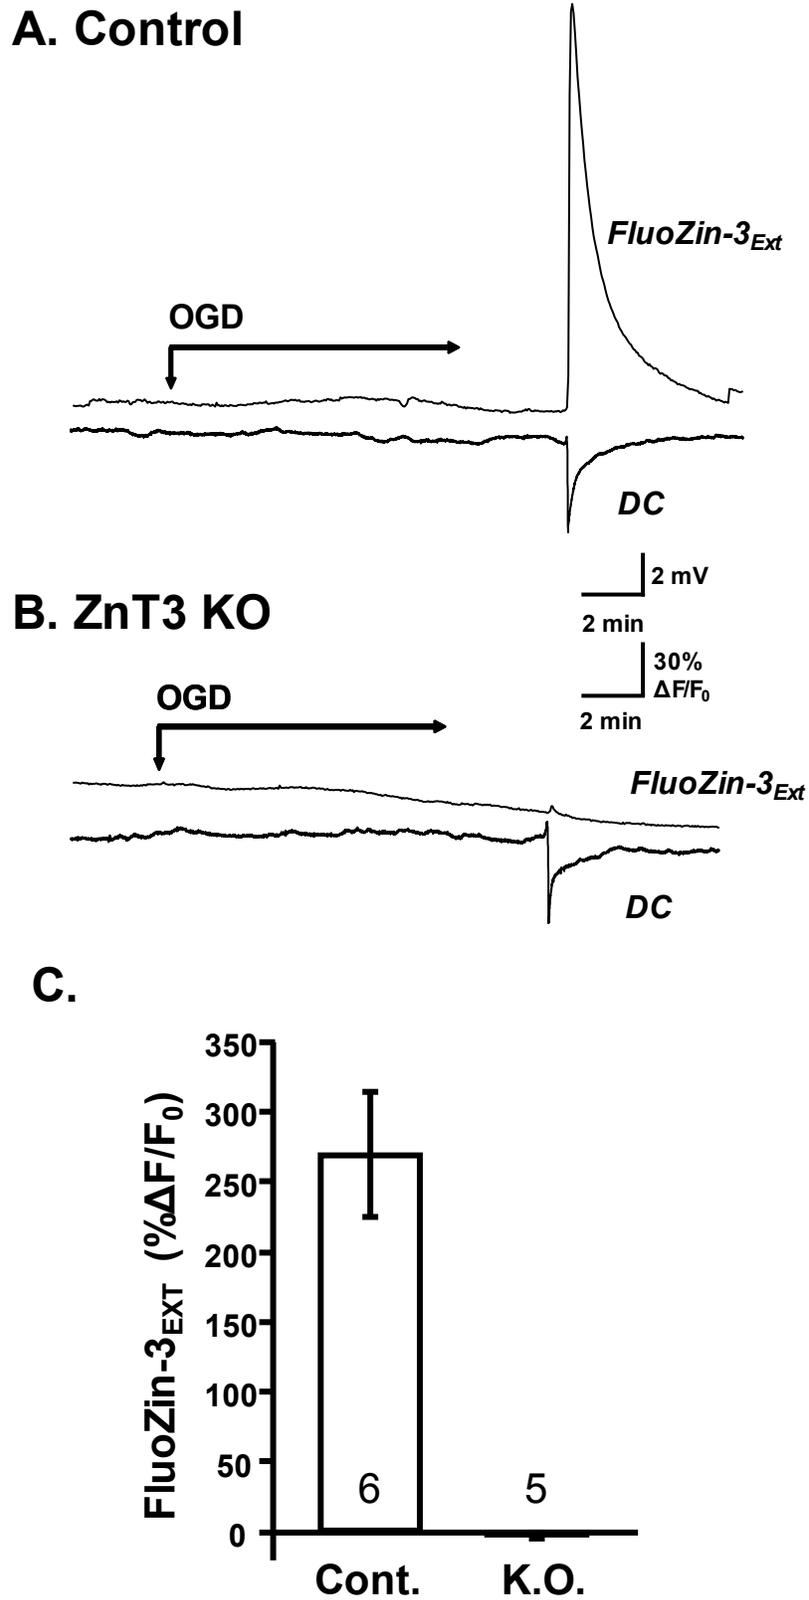 A. Control
FluoZin-3Ext
OGD
DC
2 mV
2 min
B. ZnT3 KO
30%
ΔF/F0
2 min
OGD
FluoZin-3Ext
DC
C.
FluoZin-3EXT (%ΔF/F0)
350
300
250
200
150
100
50
0
6
5
Cont.
K.O.